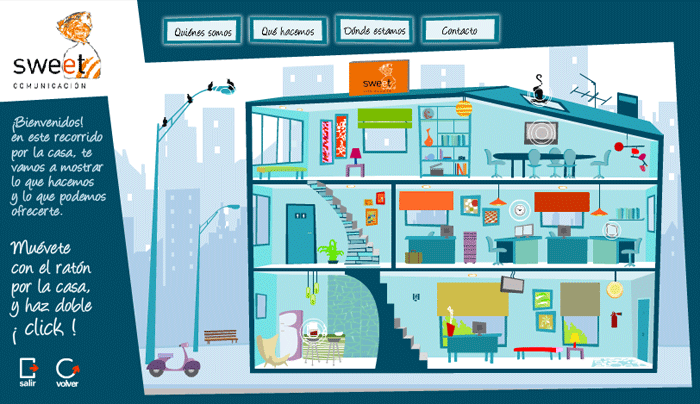 sweet
COMUNICACIÓN
Quiénes somos
Qué hacemos
Dónde estamos
Contacto
sweet
¡Bienvenidos!
en este recorrido
por la casa, te
vamos a mostrar
lo que hacemos
y lo que podemos
ofrecerte.
Muévete
con el ratón
por la casa,
y haz doble
¡ click !
salir
volver